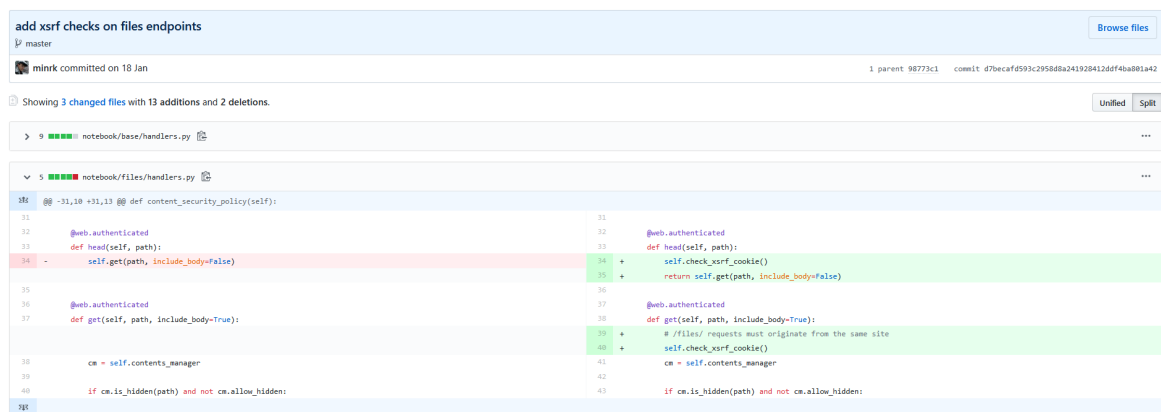 add xsrf checks on files endpoints
Browse files
master
minrk committed on 18 Jan
1 parent 98773c1 commit d7becafd593c2958d8a241928412ddf4ba801a42
Showing 3 changed files with 13 additions and 2 deletions.
Unified Split
9 notebook/base/handlers.py
5 notebook/files/handlers.py
@@ -31,10 +31,13 @@ def content_security_policy(self):
31 31
32 @web.authenticated 32 @web.authenticated
33 def head(self, path): 33 def head(self, path):
34 - self.get(path, include_body=False) 34 + self.check_xsrf_cookie()
35 + return self.get(path, include_body=False)
35 36
36 @web.authenticated 37 @web.authenticated
37 def get(self, path, include_body=True): 38 def get(self, path, include_body=True):
39 + # /files/ requests must originate from the same site
40 + self.check_xsrf_cookie()
38 cm = self.contents_manager 41 cm = self.contents_manager
39 42
40 if cm.is_hidden(path) and not cm.allow_hidden: 43 if cm.is_hidden(path) and not cm.allow_hidden: